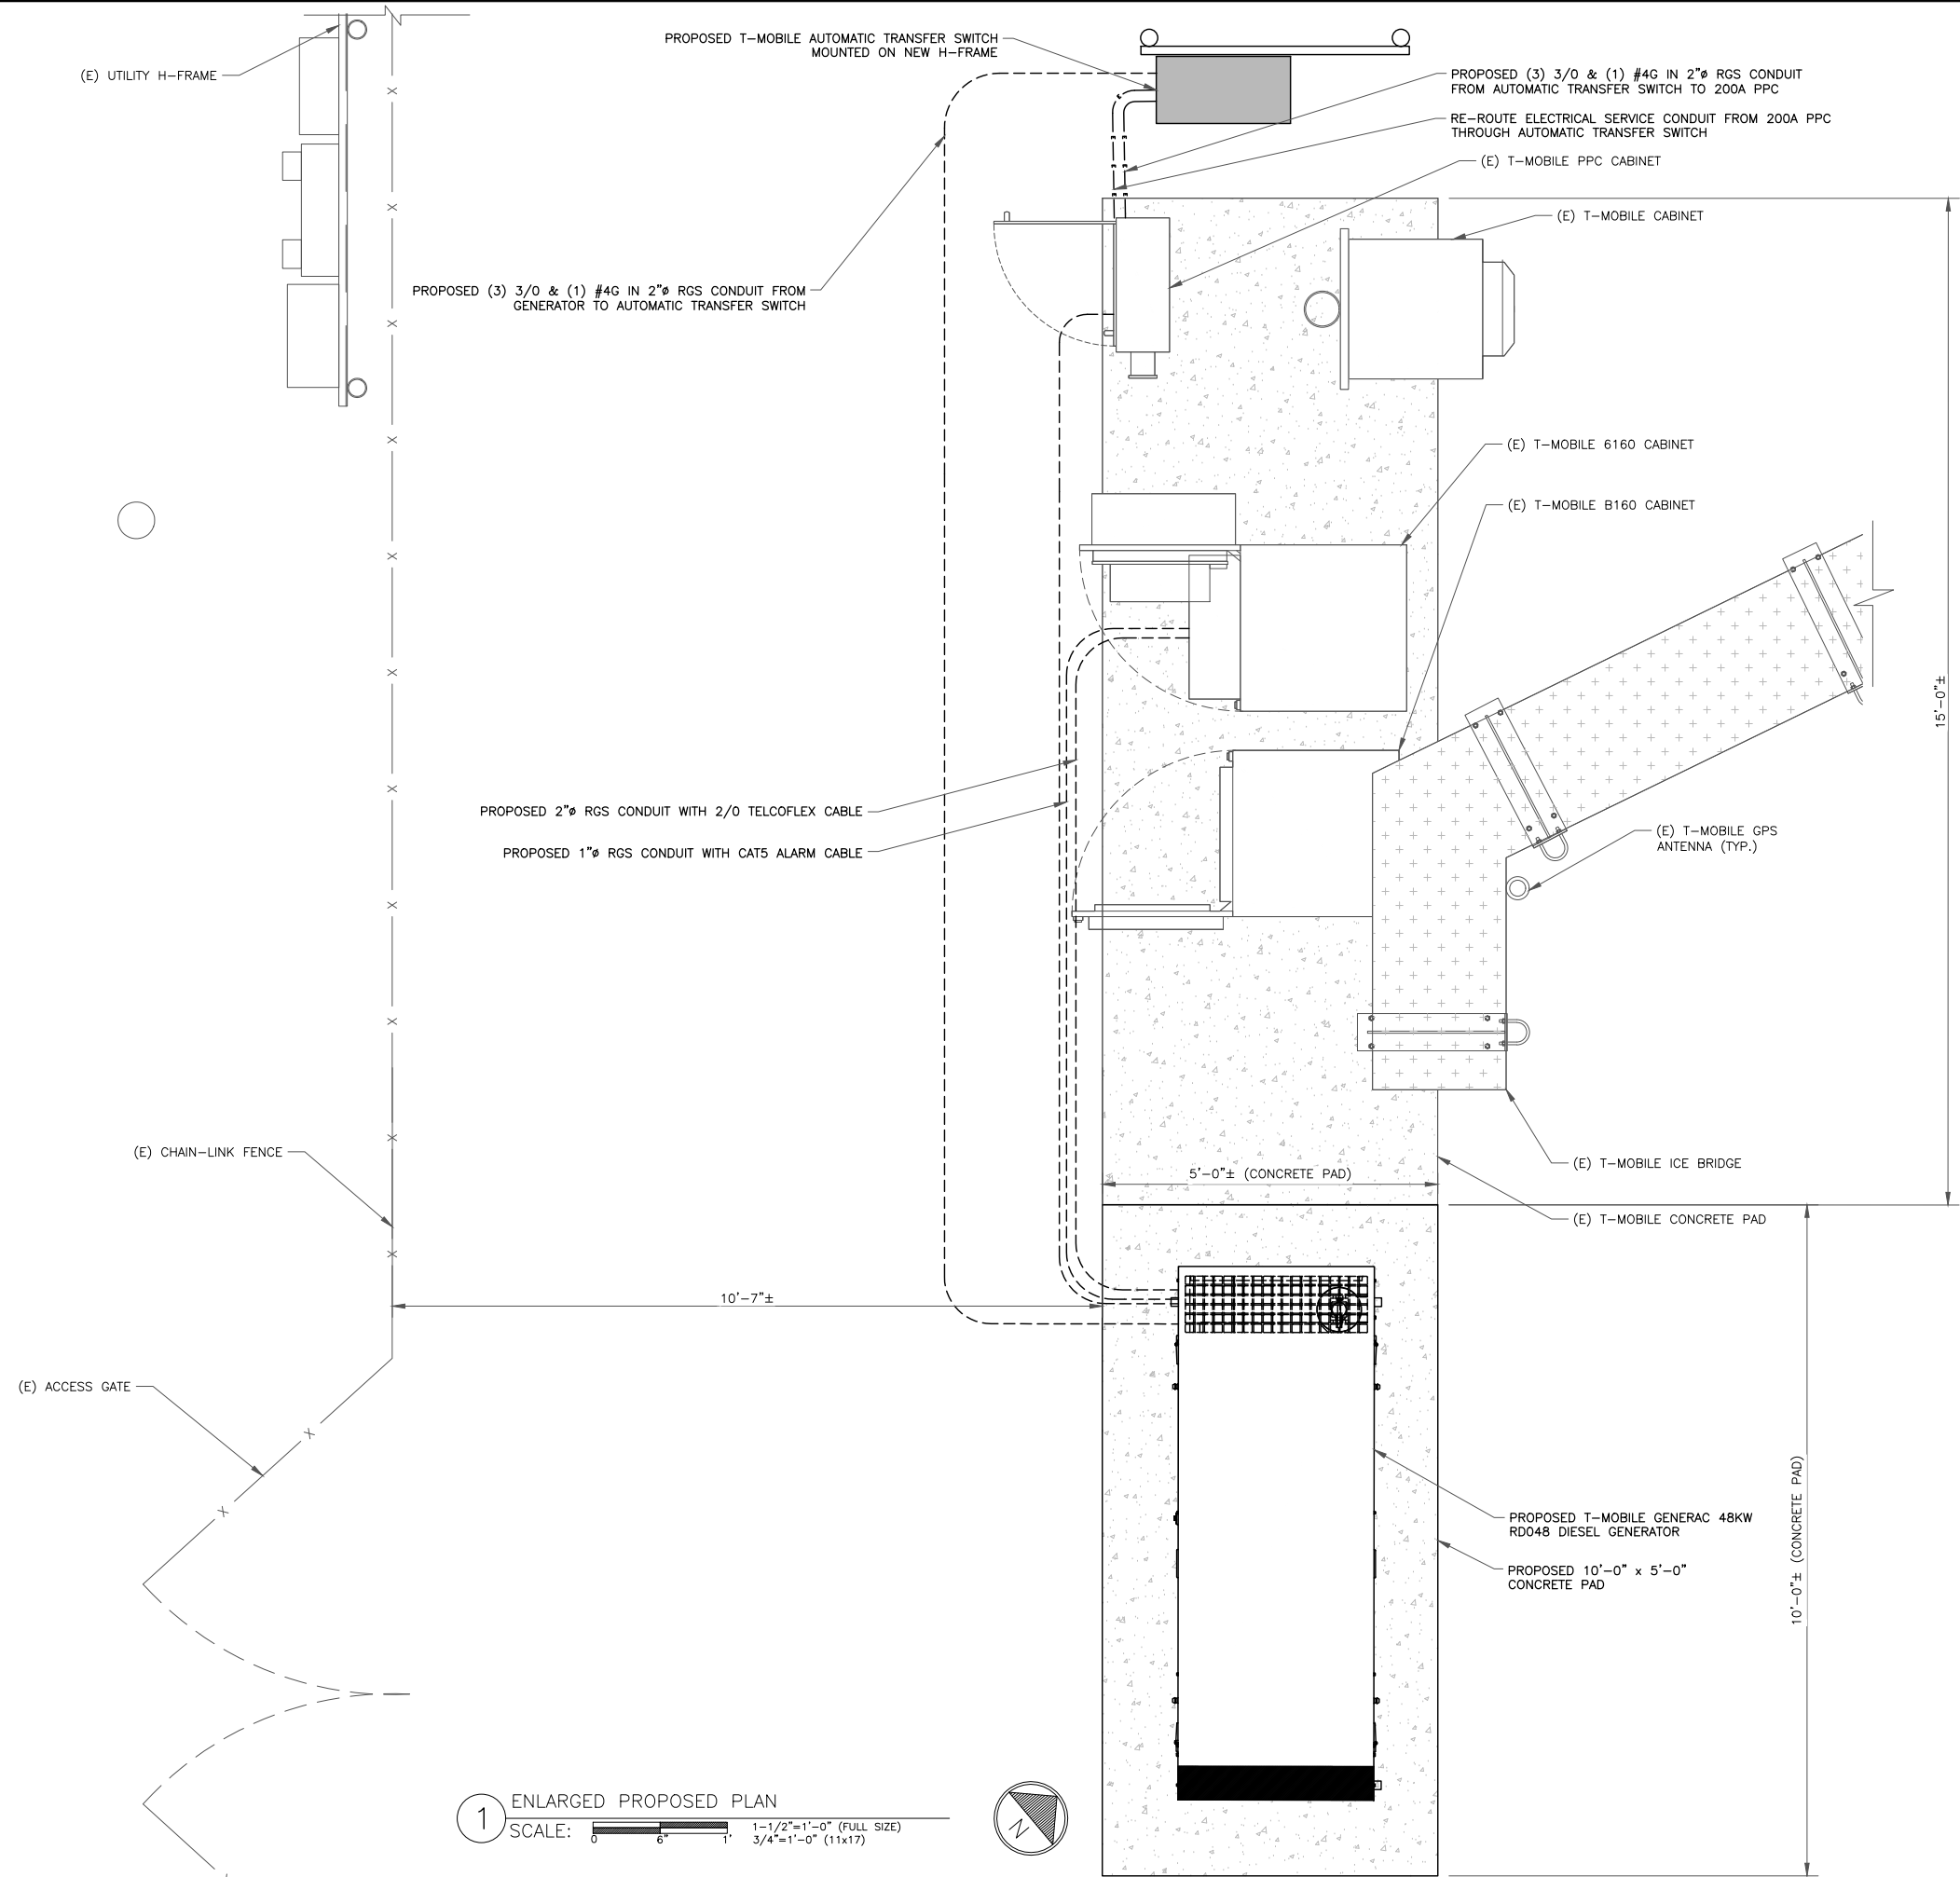 (E) UTILITY H-FRAME
PROPOSED T-MOBILE AUTOMATIC TRANSFER SWITCH
MOUNTED ON NEW H-FRAME
PROPOSED (3) 3/0 & (1) #4G IN 2"ø RGS CONDUIT
FROM AUTOMATIC TRANSFER SWITCH TO 200A PPC
RE-ROUTE ELECTRICAL SERVICE CONDUIT FROM 200A PPC
THROUGH AUTOMATIC TRANSFER SWITCH
(E) T-MOBILE PPC CABINET
(E) T-MOBILE CABINET
PROPOSED (3) 3/0 & (1) #4G IN 2"ø RGS CONDUIT FROM
GENERATOR TO AUTOMATIC TRANSFER SWITCH
(E) T-MOBILE 6160 CABINET
(E) T-MOBILE B160 CABINET
15'-0"±
PROPOSED 2"ø RGS CONDUIT WITH 2/0 TELCOFLEX CABLE
PROPOSED 1"ø RGS CONDUIT WITH CAT5 ALARM CABLE
(E) T-MOBILE GPS
ANTENNA (TYP.)
(E) CHAIN-LINK FENCE
5'-0"± (CONCRETE PAD)
(E) T-MOBILE ICE BRIDGE
(E) T-MOBILE CONCRETE PAD
10'-7"±
(E) ACCESS GATE
PROPOSED T-MOBILE GENERAC 48KW
RD048 DIESEL GENERATOR
PROPOSED 10'-0" x 5'-0"
CONCRETE PAD
10'-0"± (CONCRETE PAD)
1
ENLARGED PROPOSED PLAN
SCALE:
0 6" 1'
1-1/2"=1'-0" (FULL SIZE)
3/4"=1'-0" (11x17)
N